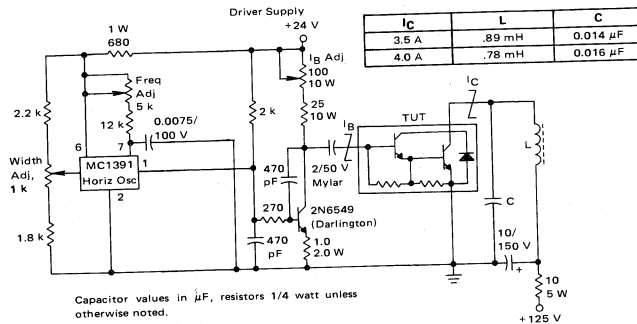 Driver Supply
+24 V
1 W
680
I_B Adj
100
10 W
Freq
Adj
5 k
2.2 k
12 k
0.0075/
100 V
2 k
25
10 W
I_C
TUT
I_B
6
7
1
2
MC1391
Horiz Osc
Width
Adj,
1 k
1.8 k
470
pF
2/50 V
Mylar
270
2N6549
(Darlington)
470
pF
1.0
2.0 W
L
C
10/
150 V
+
10
5 W
+125 V
Capacitor values in μF, resistors 1/4 watt unless
otherwise noted.
I_C L C
3.5 A .89 mH 0.014 μF
4.0 A .78 mH 0.016 μF